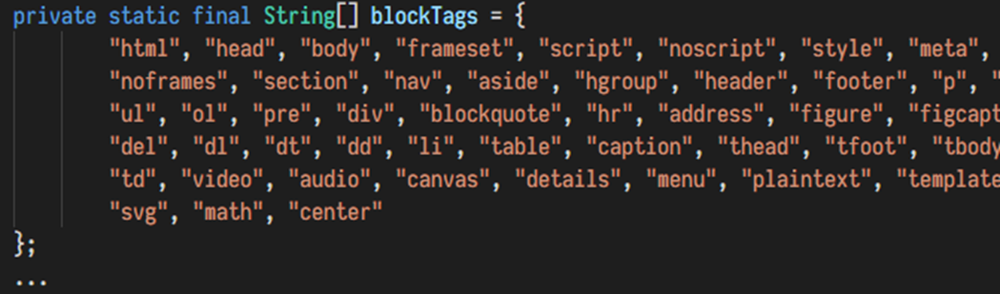 private static final String[] blockTags = {
"html", "head", "body", "frameset", "script", "noscript", "style", "meta",
"noframes", "section", "nav", "aside", "hgroup", "header", "footer", "p", "
"ul", "ol", "pre", "div", "blockquote", "hr", "address", "figure", "figcapt
"del", "dl", "dt", "dd", "li", "table", "caption", "thead", "tfoot", "tbody
"td", "video", "audio", "canvas", "details", "menu", "plaintext", "template
"svg", "math", "center"
};
...